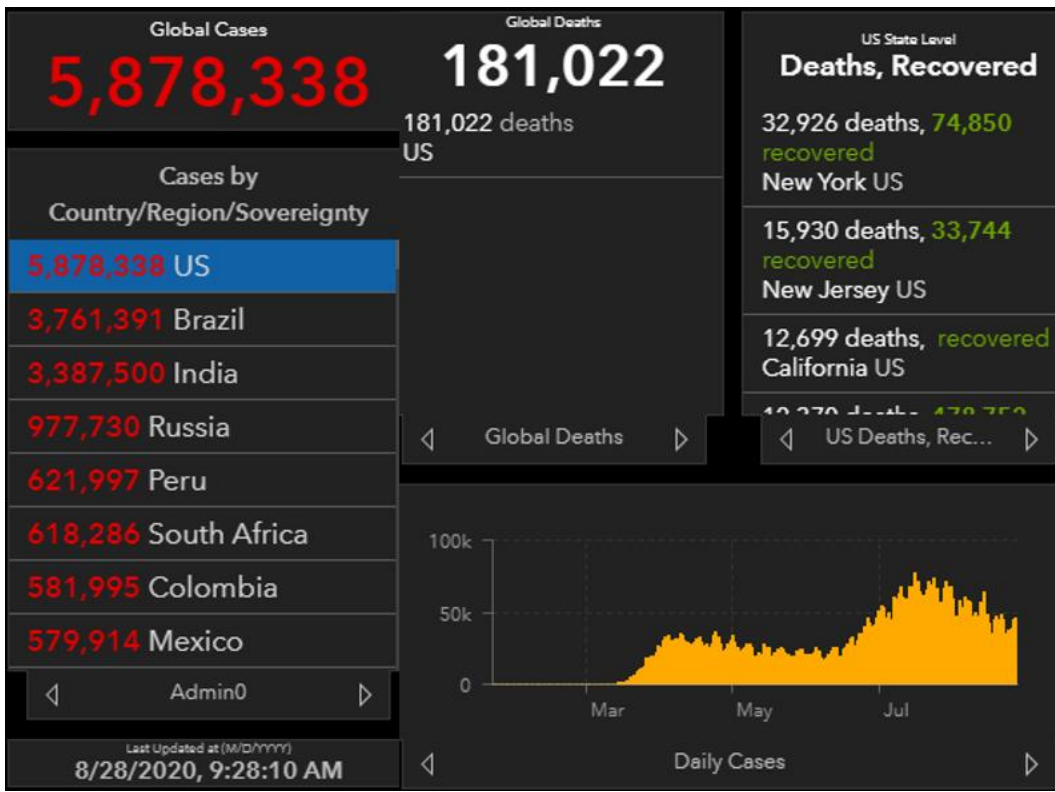 Global Cases
5,878,338
Cases by
Country/Region/Sovereignty
5,878,338 US
3,761,391 Brazil
3,387,500 India
977,730 Russia
621,997 Peru
618,286 South Africa
581,995 Colombia
579,914 Mexico
Admin0
Last Updated at (M/D/YYYY)
8/28/2020, 9:28:10 AM
Global Deaths
181,022
181,022 deaths
US
Global Deaths
US State Level
Deaths, Recovered
32,926 deaths, 74,850
recovered
New York US
15,930 deaths, 33,744
recovered
New Jersey US
12,699 deaths, recovered
California US
12,370 deaths, 478,752
US Deaths, Rec...
100k
50k
0
Mar May Jul
Daily Cases